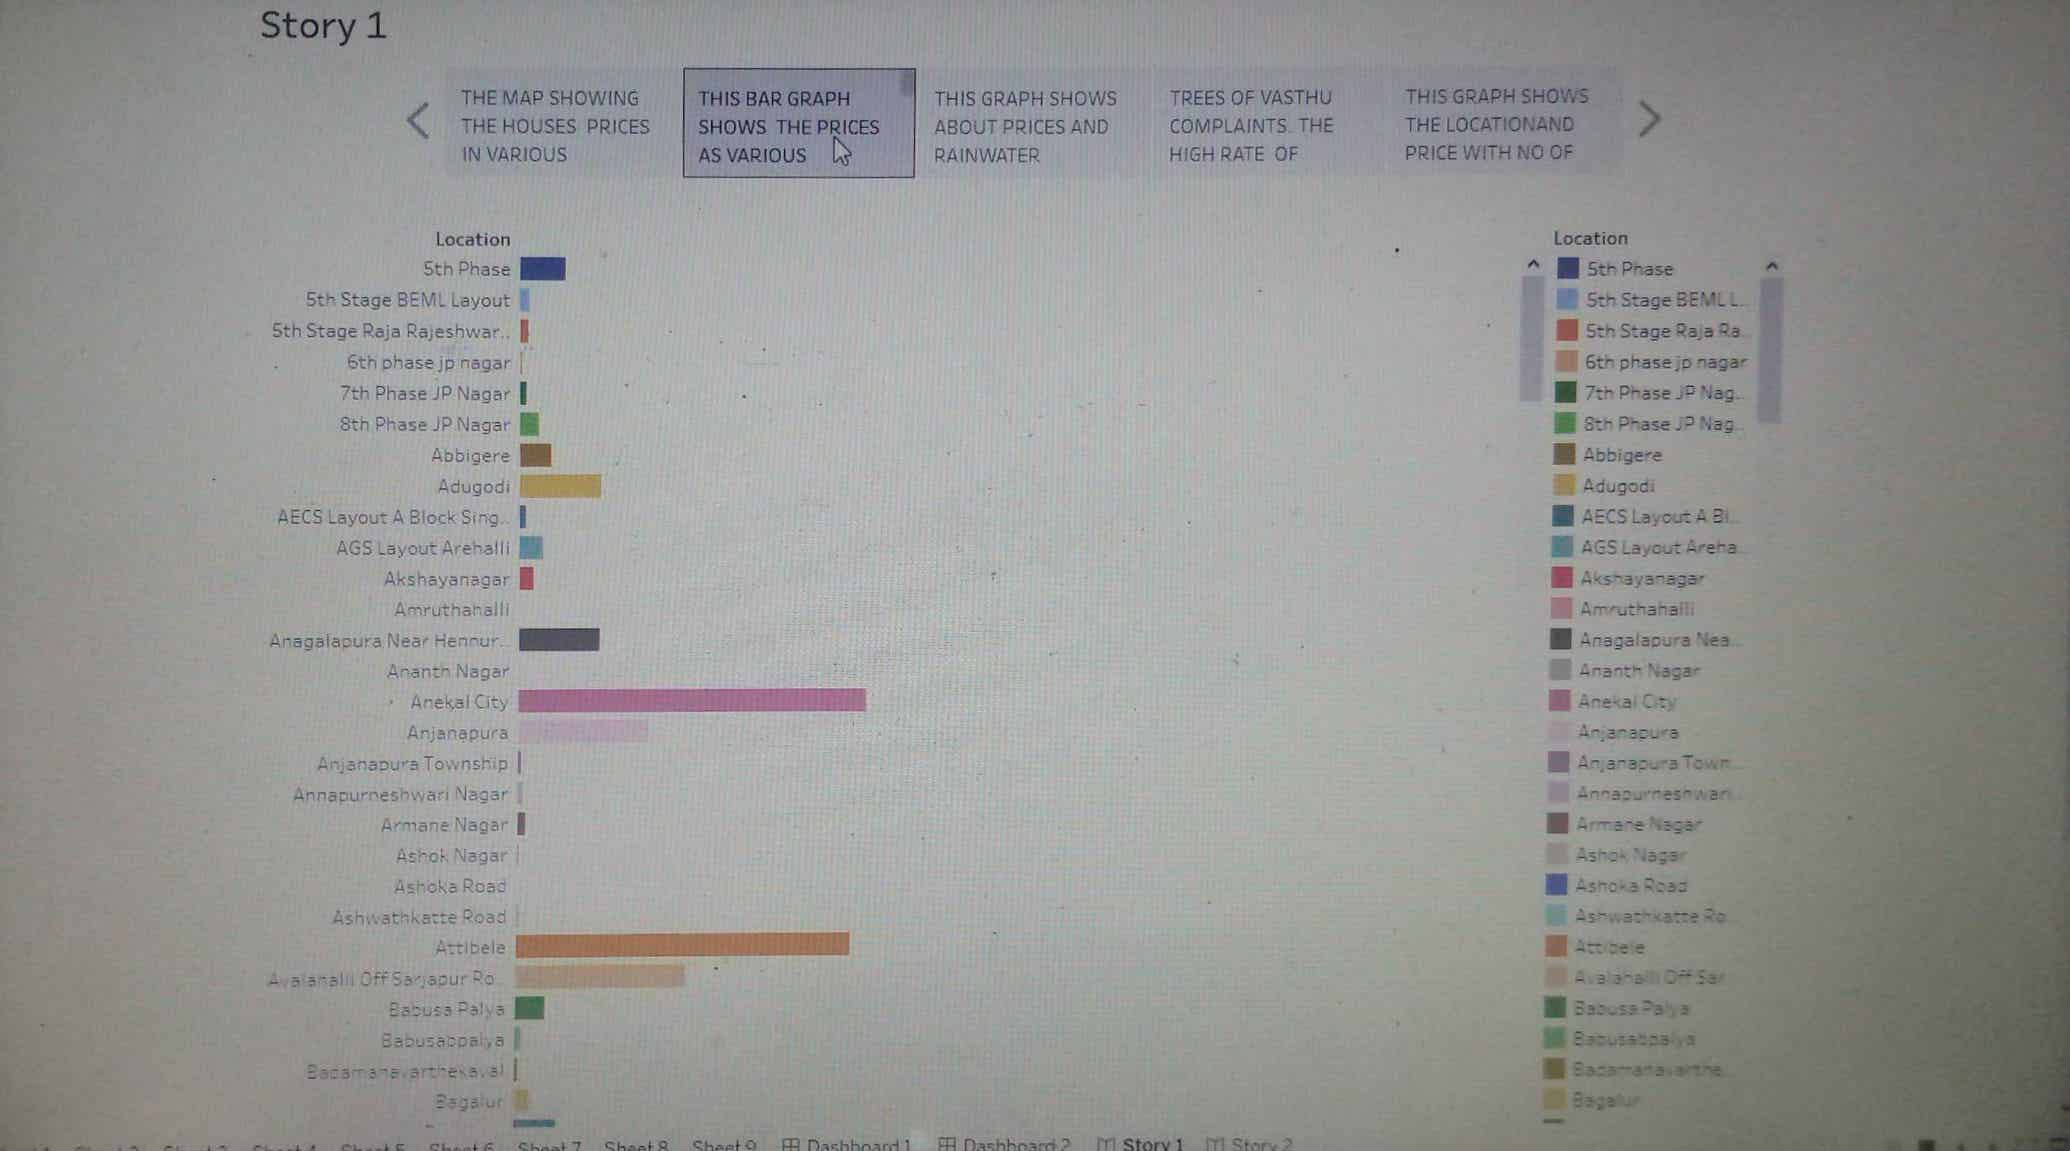 Story 1
THE MAP SHOWING
THE HOUSES PRICES
IN VARIOUS
THIS BAR GRAPH
SHOWS THE PRICES
AS VARIOUS
THIS GRAPH SHOWS
ABOUT PRICES AND
RAINWATER
TREES OF VASTHU
COMPLAINTS. THE
HIGH RATE OF
THIS GRAPH SHOWS
THE LOCATIONAND
PRICE WITH NO OF
Location
5th Phase
5th Stage BEML Layout
5th Stage Raja Rajeshwar..
6th phase jp nagar
7th Phase JP Nagar
8th Phase JP Nagar
Abbigere
Adugodi
AECS Layout A Block Sing..
AGS Layout Arehalli
Akshayanagar
Amruthahalli
Anagalapura Near Hennur..
Ananth Nagar
Anekal City
Anjanapura
Anjanapura Township
Annapurneshwari Nagar
Armane Nagar
Ashok Nagar
Ashoka Road
Ashwathkatte Road
Attibele
Avalahalli Off Sarjapur Ro..
Babusa Palya
Babusabpalya
Badamanavarthekaval
Bagalur
Location
5th Phase
5th Stage BEML L..
5th Stage Raja Ra..
6th phase jp nagar
7th Phase JP Nag..
8th Phase JP Nag..
Abbigere
Adugodi
AECS Layout A Bl..
AGS Layout Areha..
Akshayanagar
Amruthahalli
Anagalapura Nea..
Ananth Nagar
Anekal City
Anjanapura
Anjanapura Town..
Annapurneshwari..
Armane Nagar
Ashok Nagar
Ashoka Road
Ashwathkatte Ro..
Attibele
Avalahalli Off Sar..
Babusa Palya
Babusabpalya
Badamanavarthe..
Bagalur
Sheet 4 Sheet 5 Sheet 6 Sheet 7 Sheet 8 Sheet 9 Dashboard 1 Dashboard 2 Story 1 Story 2